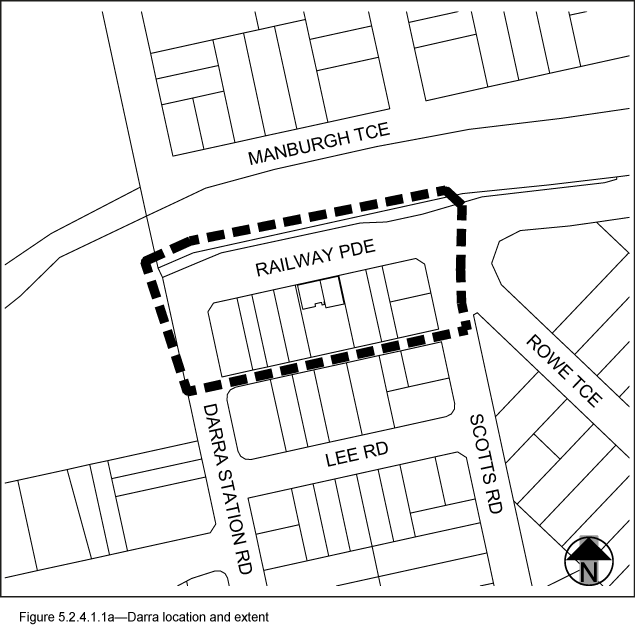 MANBURGH TCE
RAILWAY PDE
ROWE TCE
DARRA STATION RD
LEE RD
SCOTTS RD
N
Figure 5.2.4.1.1a—Darra location and extent